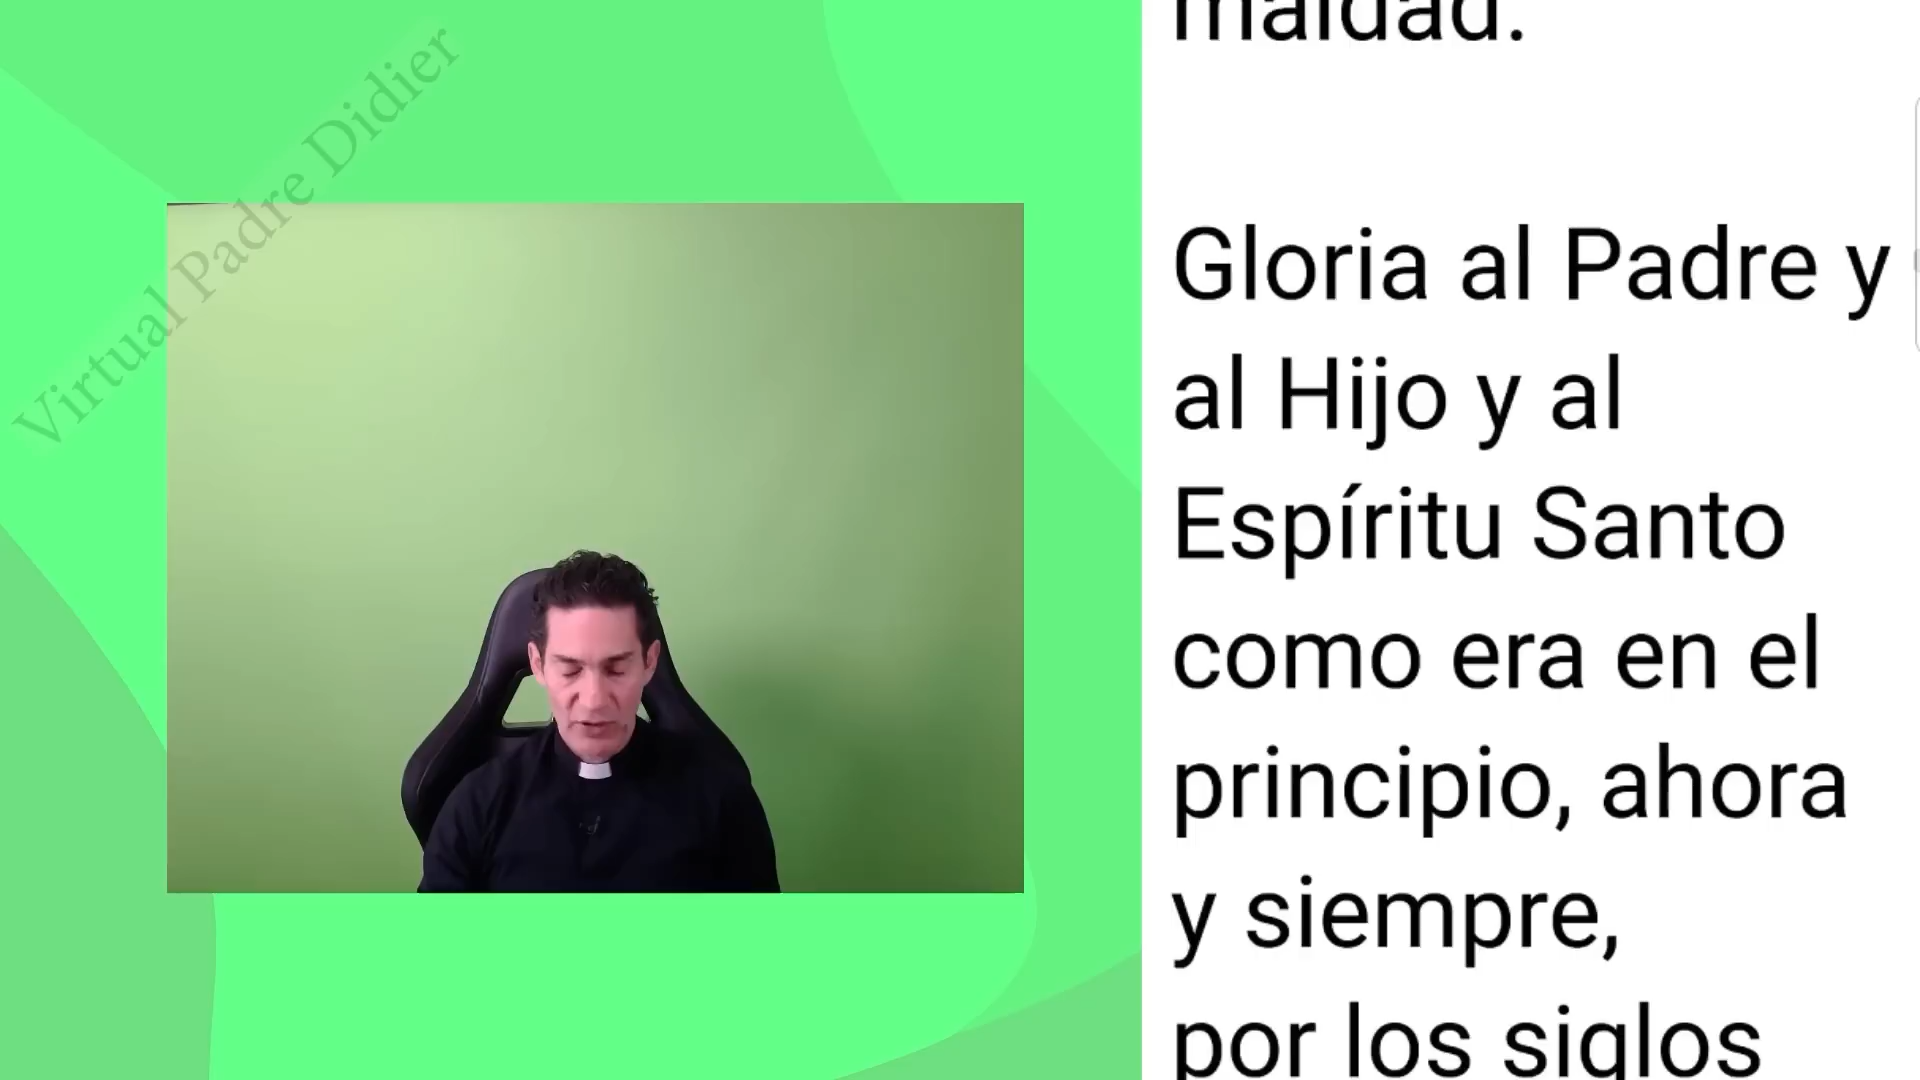 Virtual Padre Didier
maldad.
Gloria al Padre y
al Hijo y al
Espíritu Santo
como era en el
principio, ahora
y siempre,
por los siglos